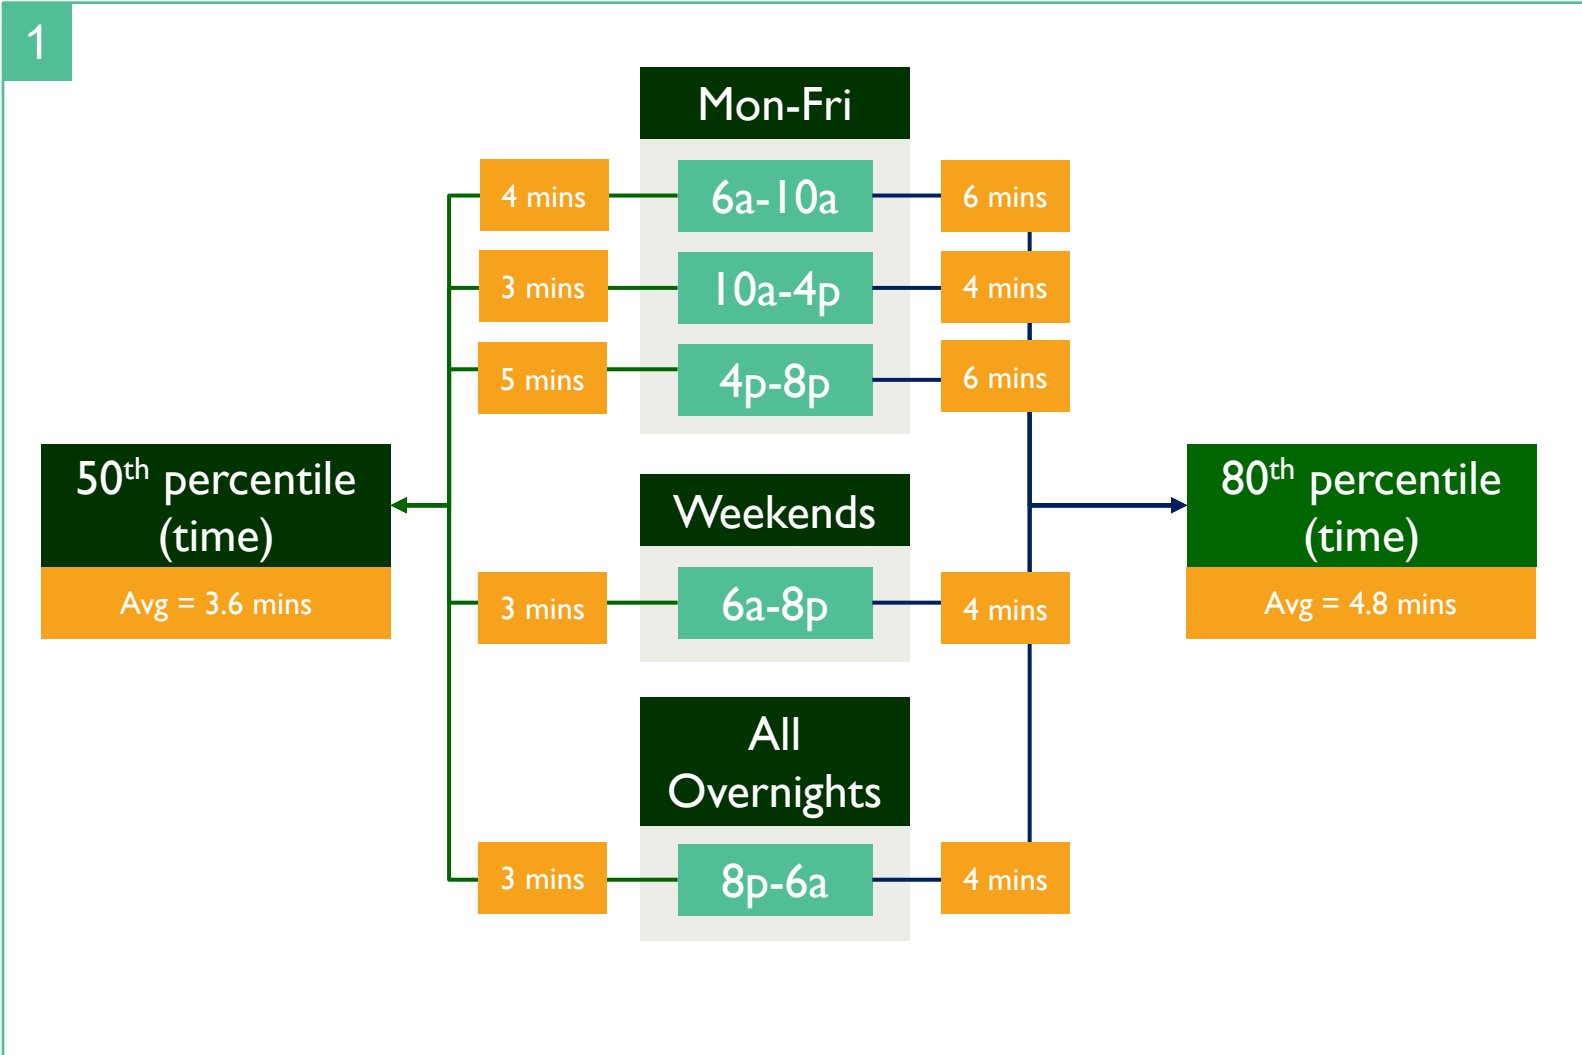 1
Mon-Fri
4 mins
6a-10a
6 mins
3 mins
10a-4p
4 mins
5 mins
4p-8p
6 mins
50th percentile
(time)
Avg = 3.6 mins
Weekends
3 mins
6a-8p
4 mins
80th percentile
(time)
Avg = 4.8 mins
All
Overnights
3 mins
8p-6a
4 mins